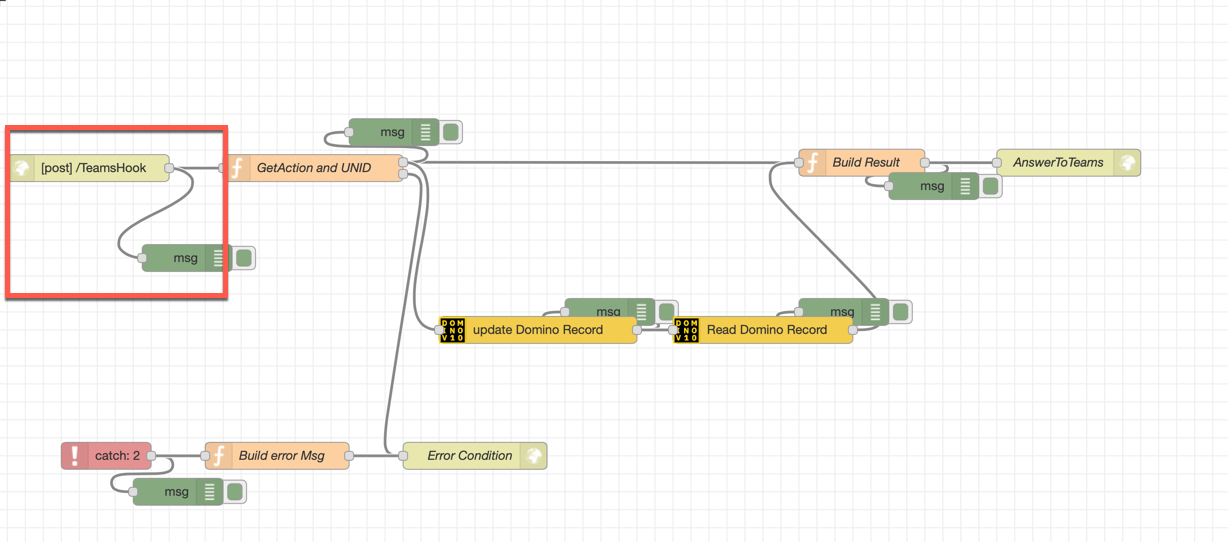 msg
[post] /TeamsHook
GetAction and UNID
Build Result
AnswerToTeams
msg
msg
msg
msg
DOM
INO
V10
update Domino Record
DOM
INO
V10
Read Domino Record
catch: 2
Build error Msg
Error Condition
msg